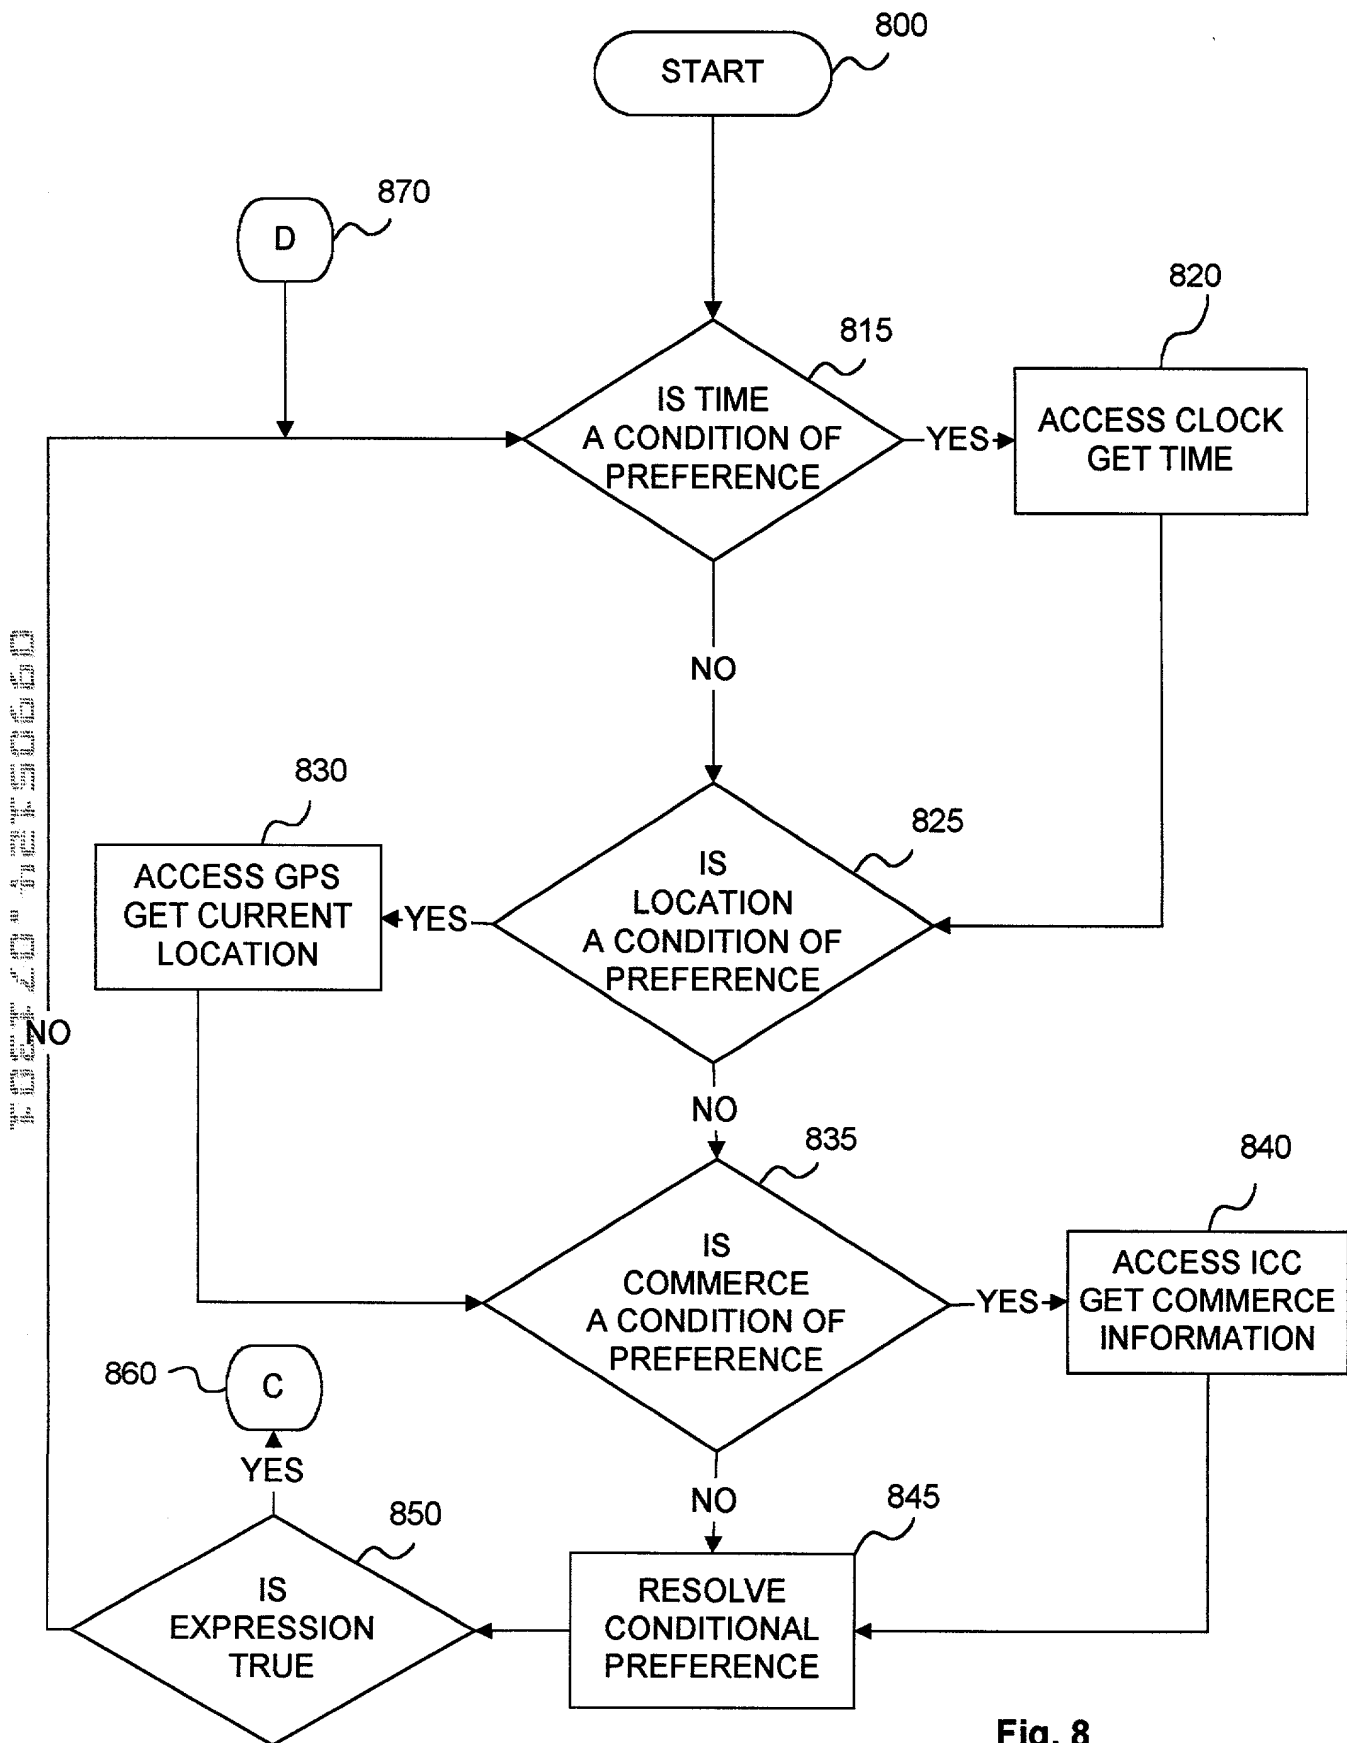 800
START
870
D
820
815
IS TIME
A CONDITION OF
PREFERENCE
YES
ACCESS CLOCK
GET TIME
NO
830
825
ACCESS GPS
GET CURRENT
LOCATION
YES
IS
LOCATION
A CONDITION OF
PREFERENCE
NO
NO
835
840
IS
COMMERCE
A CONDITION OF
PREFERENCE
YES
ACCESS ICC
GET COMMERCE
INFORMATION
860
C
YES
NO
845
850
IS
EXPRESSION
TRUE
RESOLVE
CONDITIONAL
PREFERENCE
Fig. 8